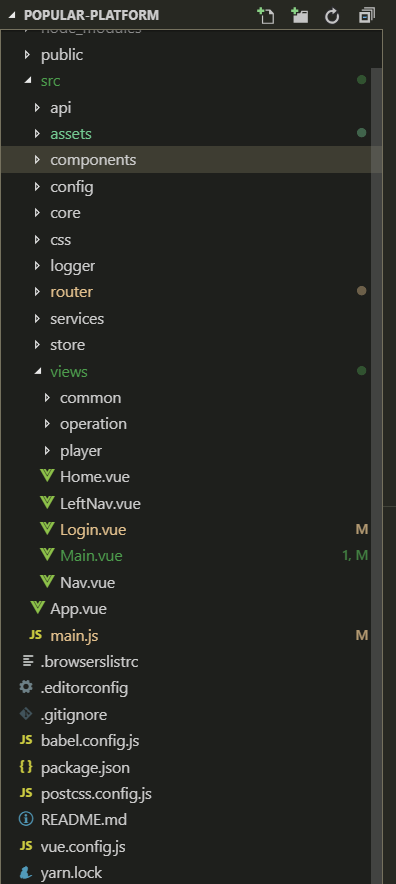 POPULAR-PLATFORM
node_modules
public
src
api
assets
components
config
core
css
logger
router
services
store
views
common
operation
player
Home.vue
LeftNav.vue
Login.vue M
Main.vue 1, M
Nav.vue
App.vue
JS main.js M
.browserslistrc
.editorconfig
.gitignore
JS babel.config.js
{ } package.json
JS postcss.config.js
README.md
JS vue.config.js
yarn.lock